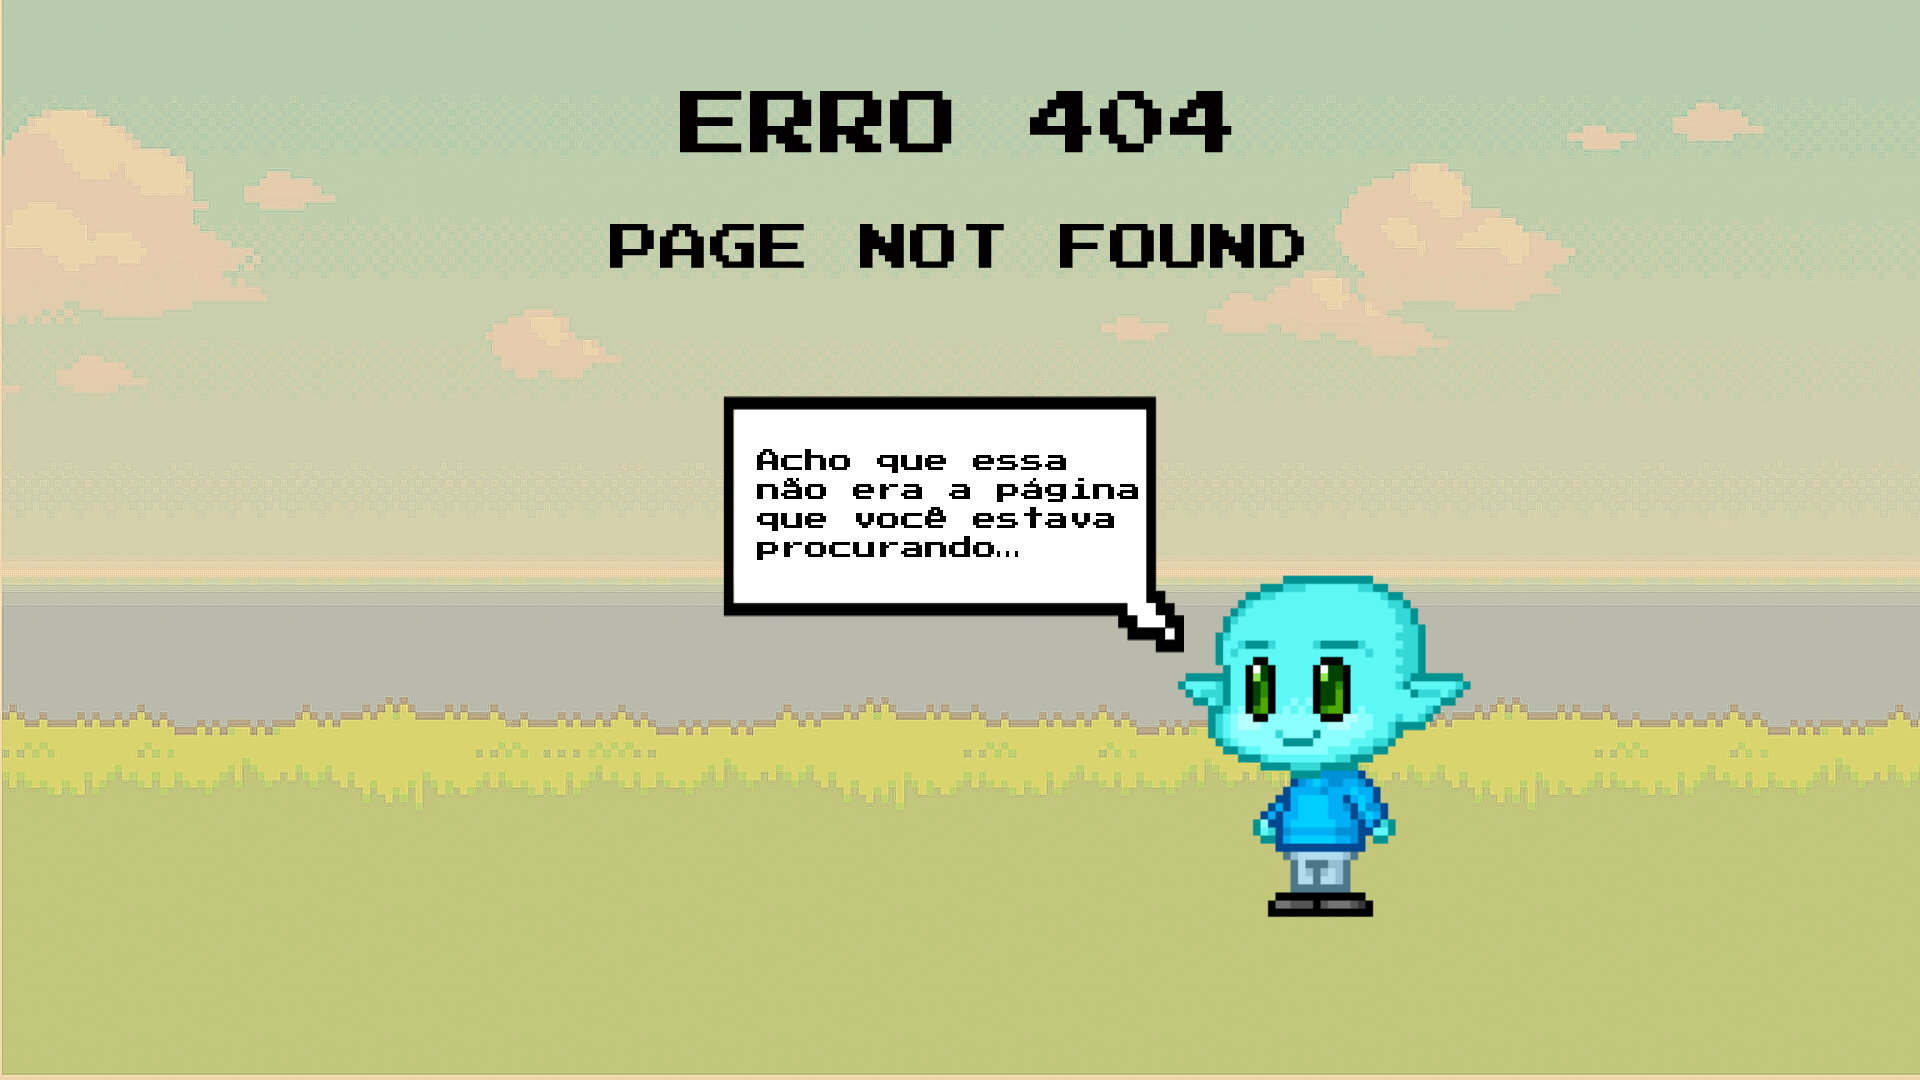 ERRO 404
PAGE NOT FOUND
Acho que essa
não era a página
que você estava
procurando...